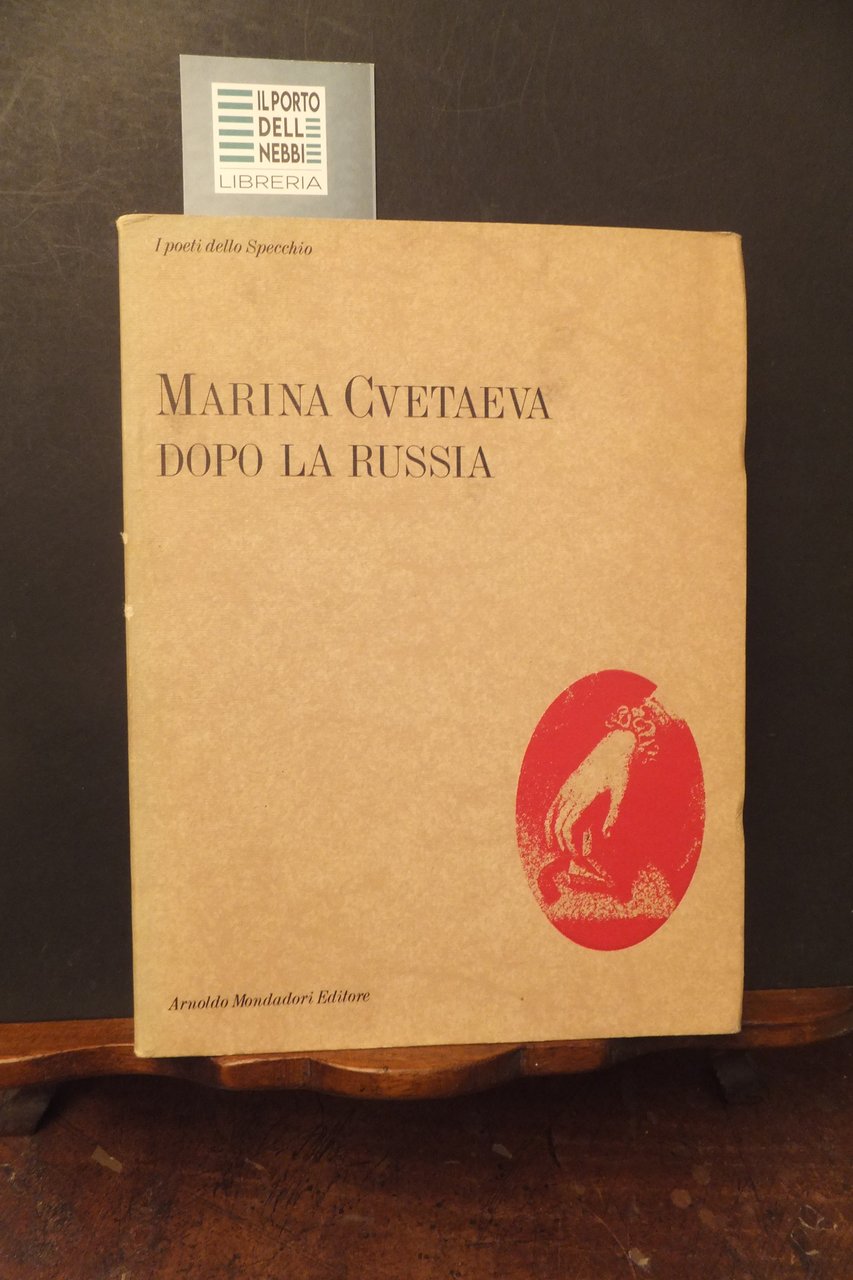 IL PORTO
DELLE
NEBBIE
LIBRERIA
I poeti dello Specchio
MARINA CVETAEVA
DOPO LA RUSSIA
Arnoldo Mondadori Editore